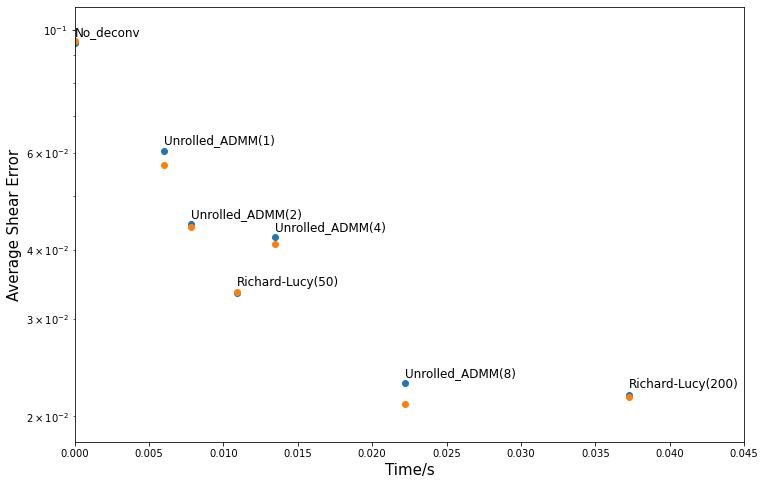 10⁻¹
No_deconv
Unrolled_ADMM(1)
6 × 10⁻²
Unrolled_ADMM(2)
Unrolled_ADMM(4)
4 × 10⁻²
Richard-Lucy(50)
3 × 10⁻²
Unrolled_ADMM(8)
Richard-Lucy(200)
2 × 10⁻²
Average Shear Error
0.000 0.005 0.010 0.015 0.020 0.025 0.030 0.035 0.040 0.045
Time/s